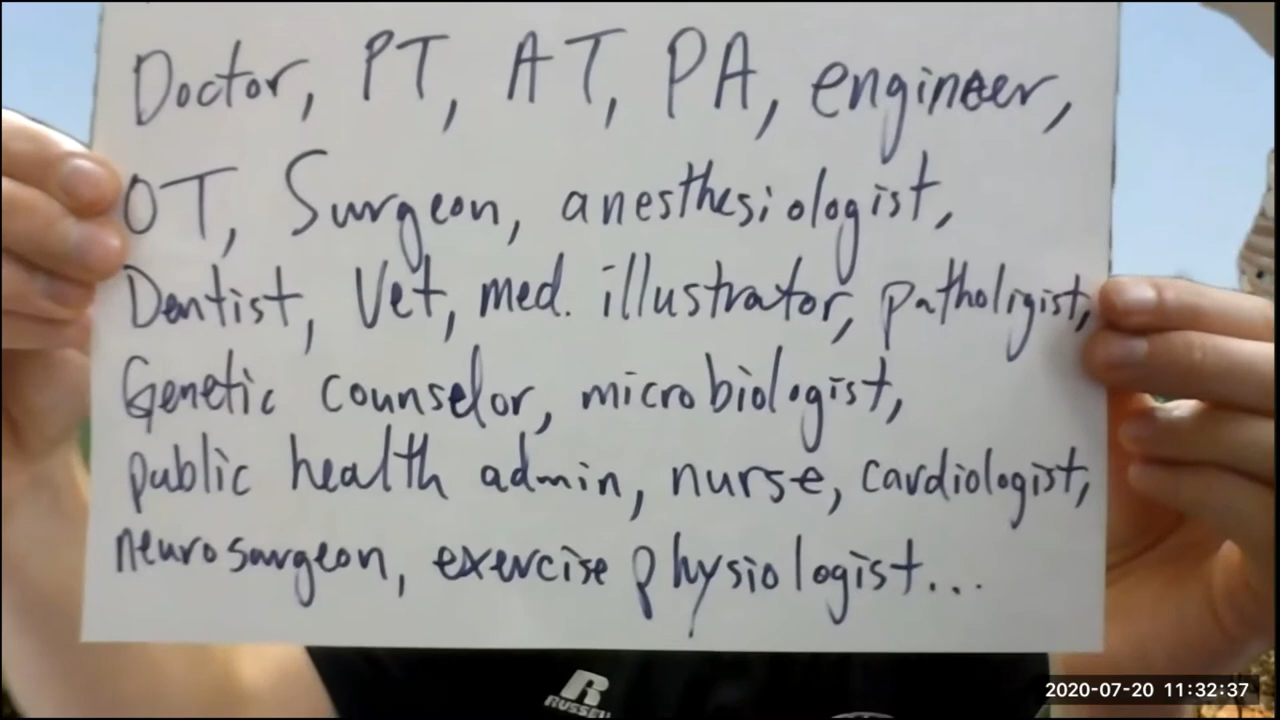 Doctor, PT, AT, PA, engineer,
OT, Surgeon, anesthesiologist,
Dentist, Vet, med. illustrator, pathologist,
Genetic counselor, microbiologist,
public health admin, nurse, cardiologist,
neurosurgeon, exercise physiologist...
R
RUSSELL
2020-07-20 11:32:37